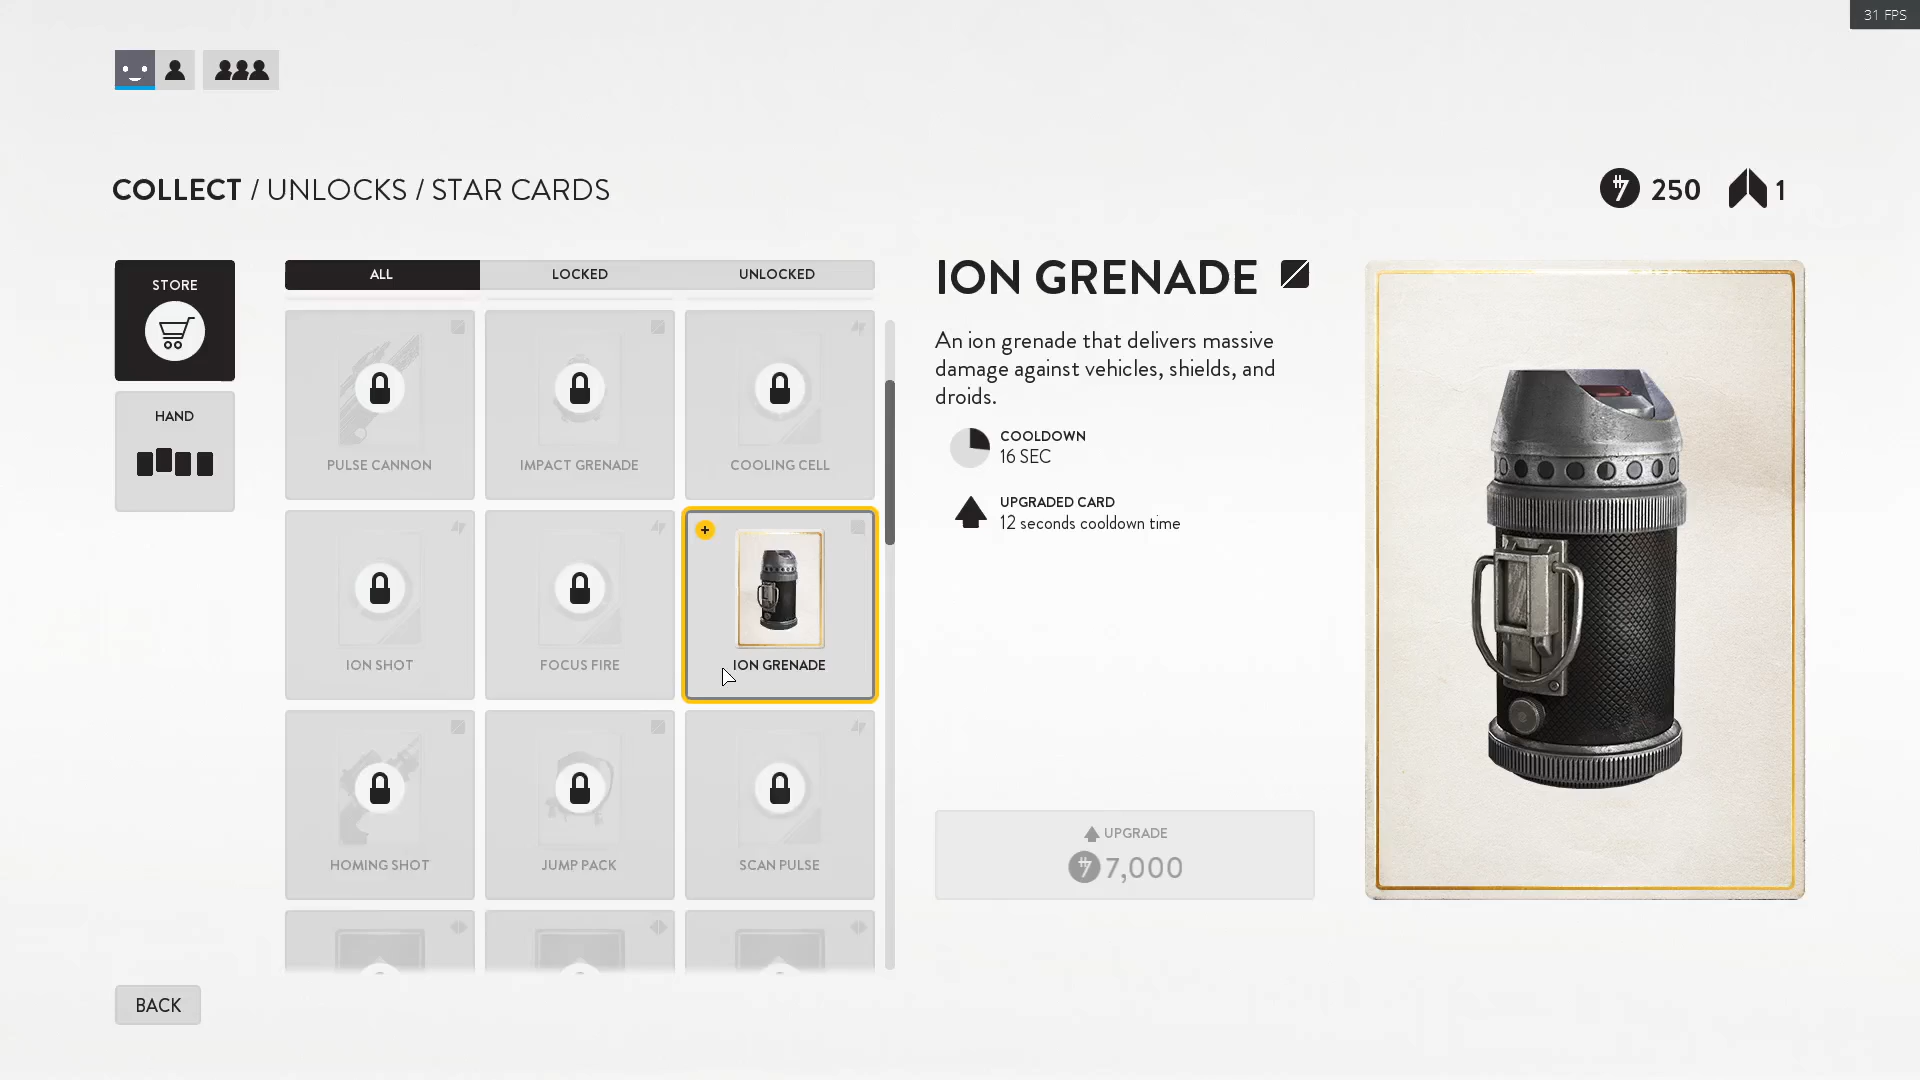 31 FPS
COLLECT / UNLOCKS / STAR CARDS
250
1
STORE
HAND
ALL
LOCKED
UNLOCKED
PULSE CANNON
IMPACT GRENADE
COOLING CELL
ION SHOT
FOCUS FIRE
ION GRENADE
HOMING SHOT
JUMP PACK
SCAN PULSE
ION GRENADE
An ion grenade that delivers massive
damage against vehicles, shields, and
droids.
COOLDOWN
16 SEC
UPGRADED CARD
12 seconds cooldown time
UPGRADE
7,000
BACK